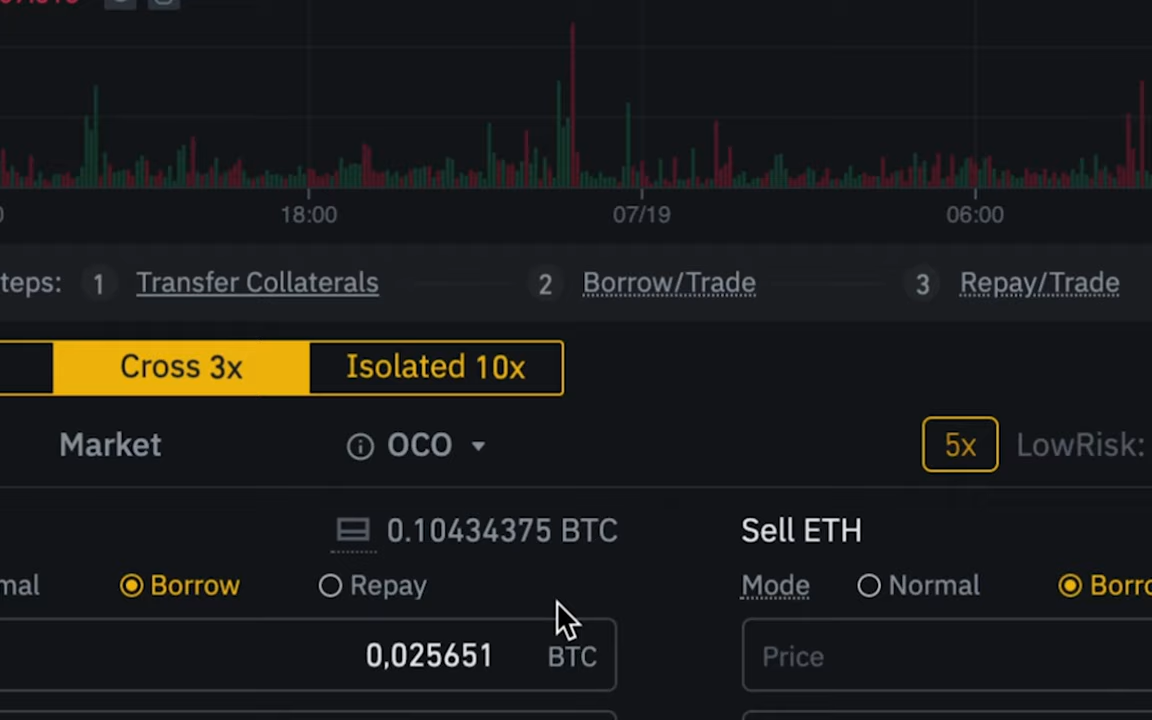 18:00 07/19 06:00
teps: 1 Transfer Collaterals 2 Borrow/Trade 3 Repay/Trade
Cross 3x Isolated 10x
Market OCO 5x LowRisk:
0.10434375 BTC Sell ETH
mal Borrow Repay Mode Normal Borro
0,025651 BTC Price